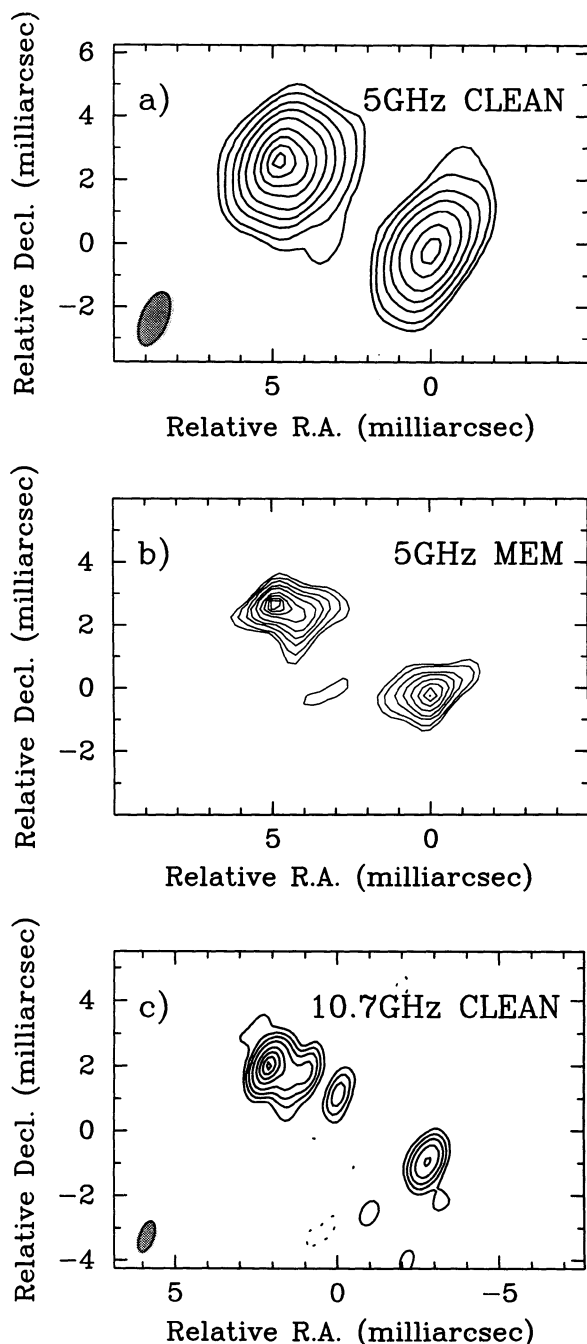 6
4
2
0
−2
a)
5GHz CLEAN
5
0
Relative Decl. (milliarcsec)
Relative R.A. (milliarcsec)
4
2
0
−2
b)
5GHz MEM
5
0
Relative Decl. (milliarcsec)
Relative R.A. (milliarcsec)
4
2
0
−2
−4
c)
10.7GHz CLEAN
5
0
−5
Relative Decl. (milliarcsec)
Relative R.A. (milliarcsec)